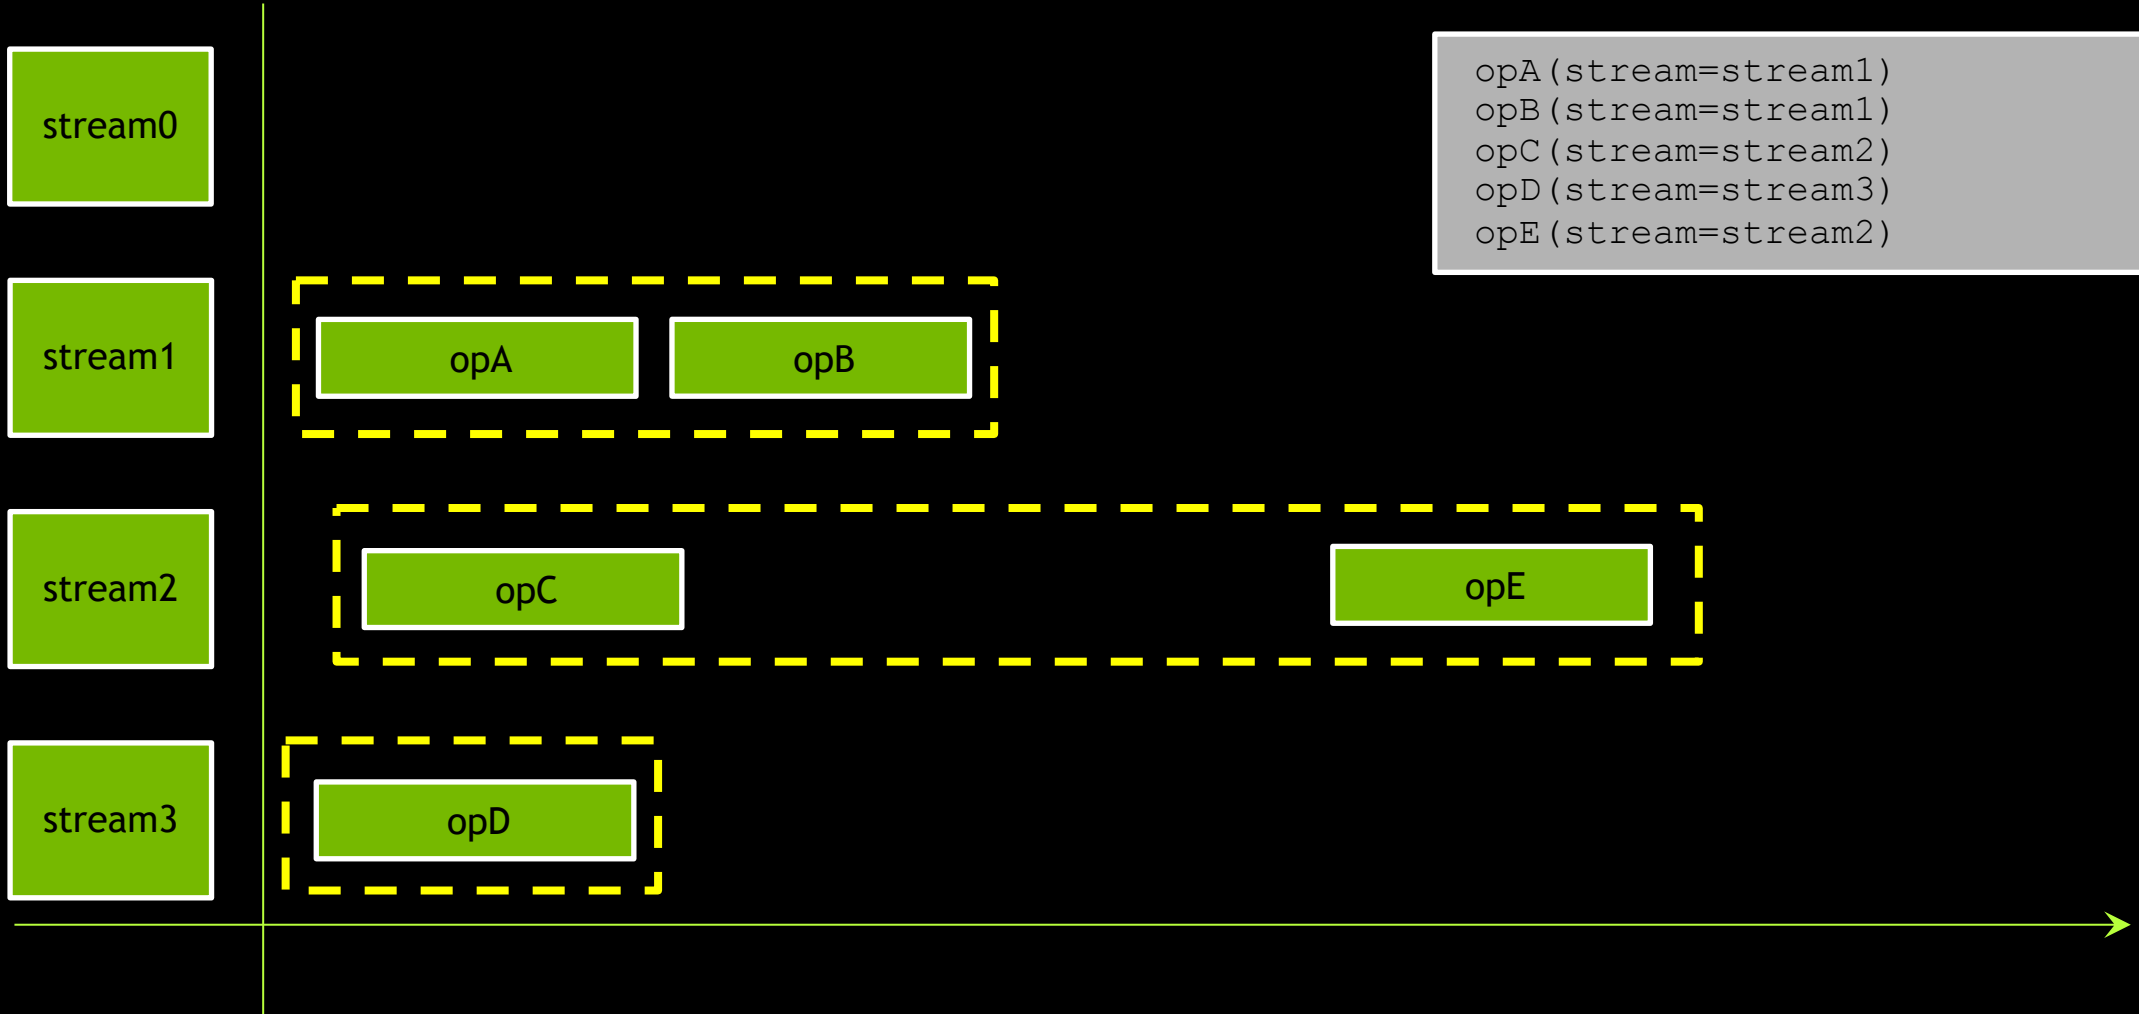 stream0
opA(stream=stream1)
opB(stream=stream1)
opC(stream=stream2)
opD(stream=stream3)
opE(stream=stream2)
stream1
opA
opB
stream2
opC
opE
stream3
opD